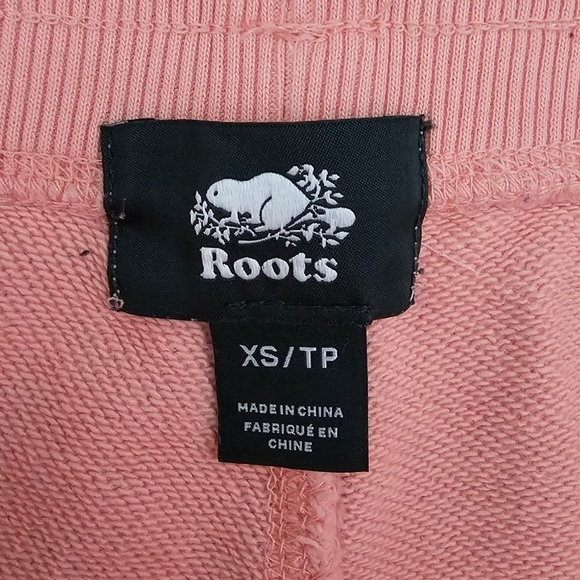 Roots
XS/TP
MADE IN CHINA
FABRIQUÉ EN
CHINE